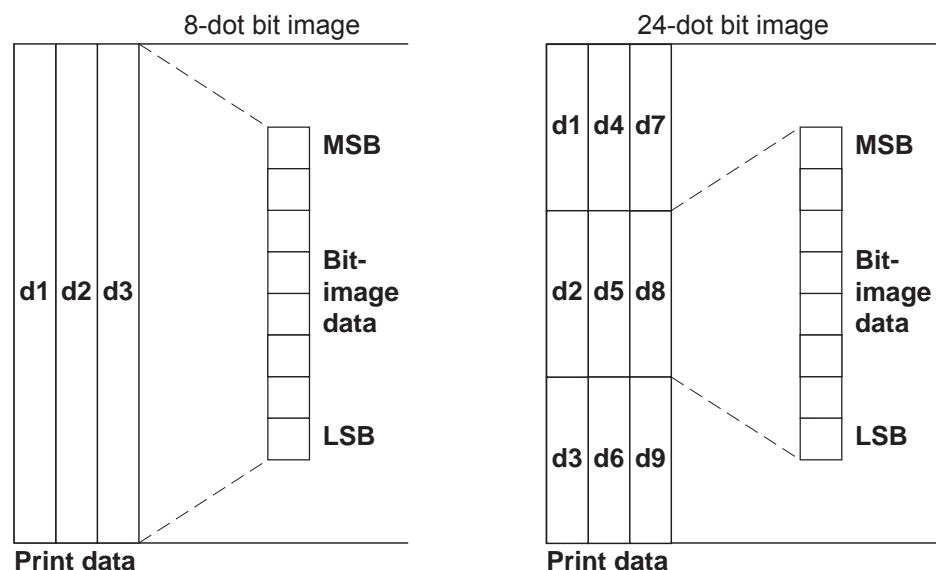 8-dot bit image
d1 d2 d3
MSB
Bit-
image
data
LSB
Print data
24-dot bit image
d1 d4 d7
d2 d5 d8
d3 d6 d9
MSB
Bit-
image
data
LSB
Print data